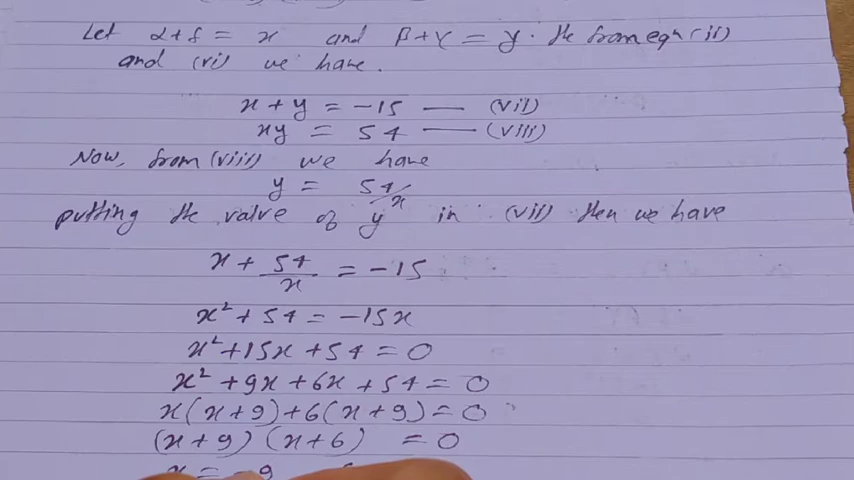 Let α+δ = x and β+γ = y. The from eqn (ii)
and (vi) we have.
x + y = -15 —— (vii)
xy = 54 —— (viii)
Now, from (viii) we have
y = 54/x
putting the valve of y in (vii) then we have
x + 54/x = -15
x² + 54 = -15x
x² + 15x + 54 = 0
x² + 9x + 6x + 54 = 0
x(x+9) + 6(x+9) = 0
(x+9) (x+6) = 0
x = -9